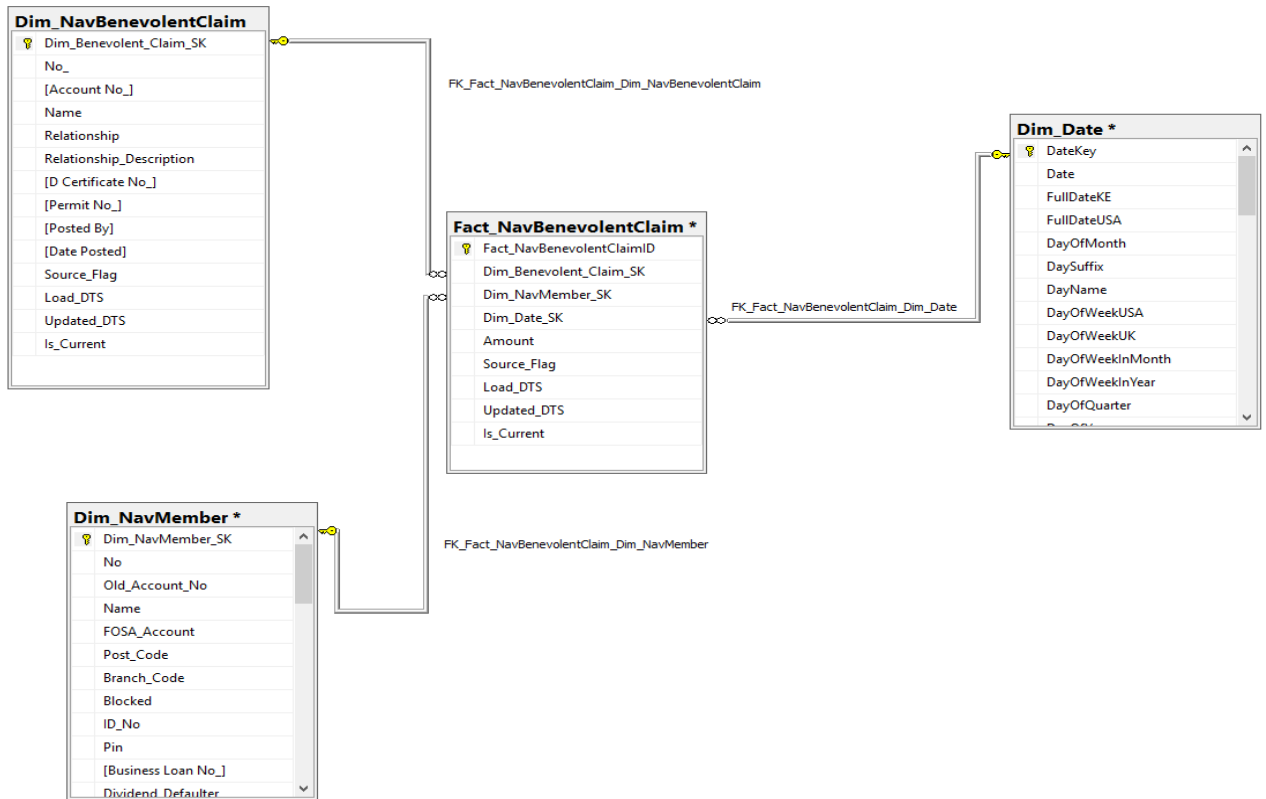 Dim_NavBenevolentClaim
Dim_Benevolent_Claim_SK
No_
[Account No_]
Name
Relationship
Relationship_Description
[D Certificate No_]
[Permit No_]
[Posted By]
[Date Posted]
Source_Flag
Load_DTS
Updated_DTS
Is_Current
FK_Fact_NavBenevolentClaim_Dim_NavBenevolentClaim
Dim_Date *
DateKey
Date
FullDateKE
FullDateUSA
DayOfMonth
DaySuffix
DayName
DayOfWeekUSA
DayOfWeekUK
DayOfWeekInMonth
DayOfWeekInYear
DayOfQuarter
Fact_NavBenevolentClaim *
Fact_NavBenevolentClaimID
Dim_Benevolent_Claim_SK
Dim_NavMember_SK
Dim_Date_SK
Amount
Source_Flag
Load_DTS
Updated_DTS
Is_Current
FK_Fact_NavBenevolentClaim_Dim_Date
Dim_NavMember *
Dim_NavMember_SK
No
Old_Account_No
Name
FOSA_Account
Post_Code
Branch_Code
Blocked
ID_No
Pin
[Business Loan No_]
Dividend_Defaulter
FK_Fact_NavBenevolentClaim_Dim_NavMember